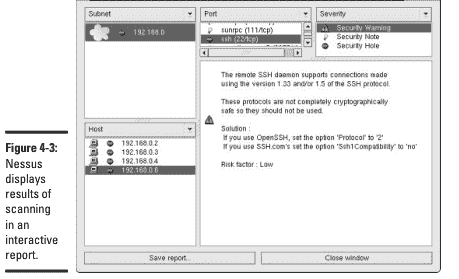 Subnet
Port
Severity
192.168.0
sunrpc (111/tcp)
ssh (22/tcp)
Security Warning
Security Note
Security Hole
The remote SSH daemon supports connections made
using the version 1.33 and/or 1.5 of the SSH protocol.
These protocols are not completely cryptographically
safe so they should not be used.
Solution :
If you use OpenSSH, set the option 'Protocol' to '2'
If you use SSH.com's set the option 'Ssh1Compatibility' to 'no'
Risk factor : Low
Host
192.168.0.2
192.168.0.3
192.168.0.4
Save report...
Close window
Figure 4-3:
Nessus
displays
results of
scanning
in an
interactive
report.